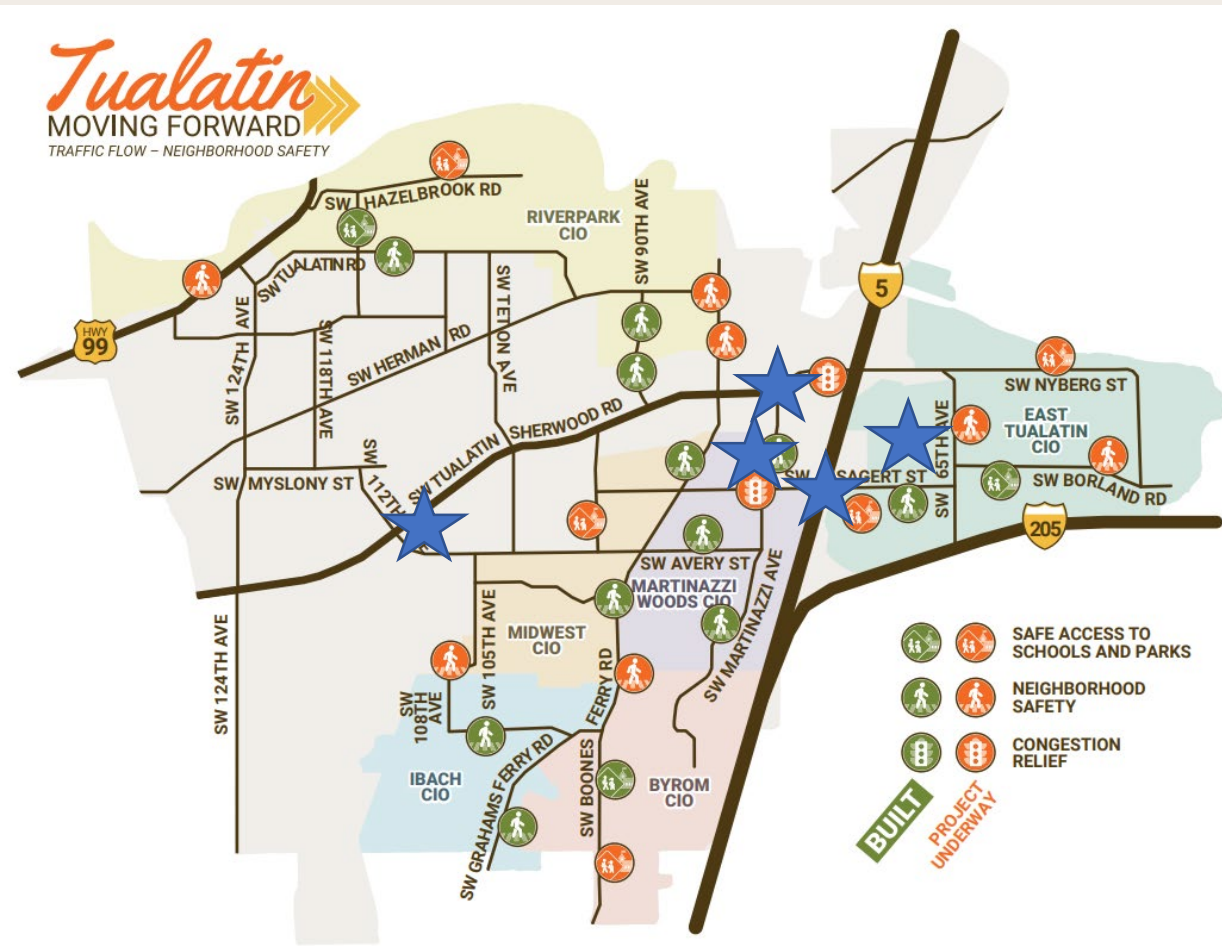 Tualatin
MOVING FORWARD
TRAFFIC FLOW – NEIGHBORHOOD SAFETY
SW HAZELBROOK RD
RIVERPARK
CIO
SW 90TH AVE
SW TUALATIN RD
5
HWY
99
SW 124TH AVE
SW 118TH AVE
SW HERMAN RD
SW TETON AVE
SW TUALATIN SHERWOOD RD
SW NYBERG ST
EAST
TUALATIN
CIO
SW 65TH AVE
SW MYSLONY ST
SW 112TH
SW SAGERT ST
SW BORLAND RD
205
SW AVERY ST
MARTINAZZI
WOODS CIO
SW MARTINAZZI AVE
MIDWEST
CIO
SW 105TH AVE
SW 124TH AVE
SW
108TH
AVE
SW BOONES FERRY RD
SW GRAHAMS FERRY RD
IBACH
CIO
BYROM
CIO
SAFE ACCESS TO
SCHOOLS AND PARKS
NEIGHBORHOOD
SAFETY
CONGESTION
RELIEF
BUILT
PROJECT
UNDERWAY